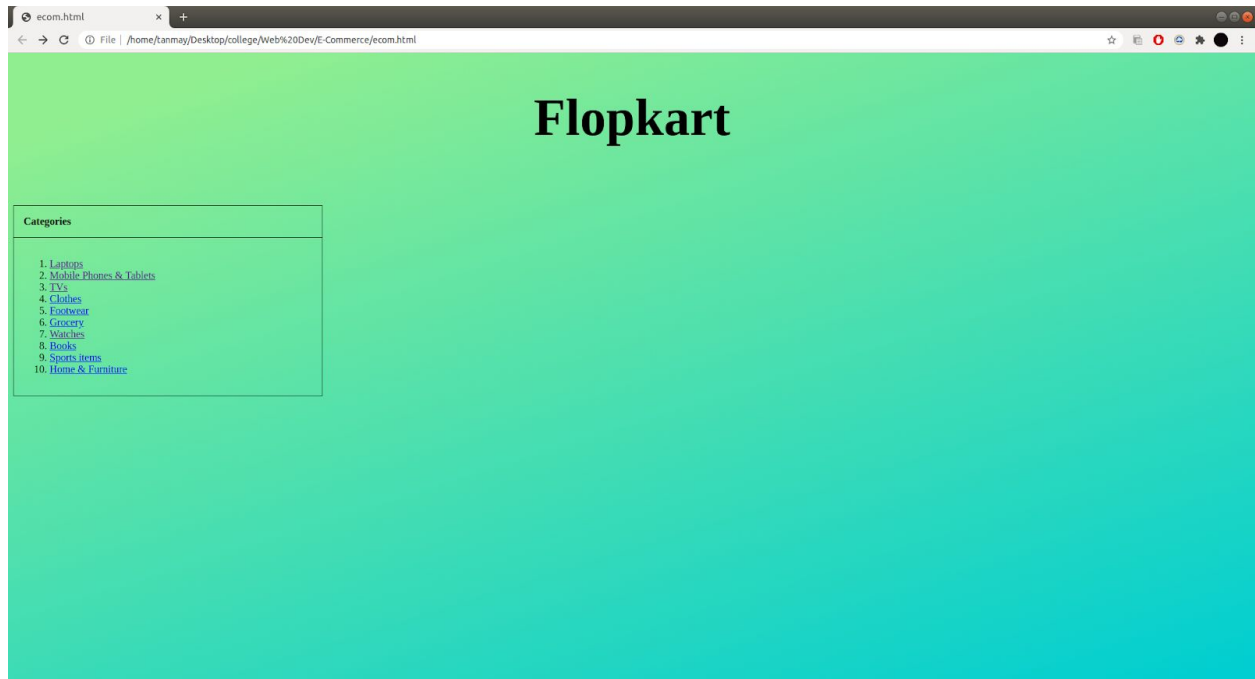 ecom.html
File | /home/tanmay/Desktop/college/Web%20Dev/E-Commerce/ecom.html
Flopkart
Categories
1. Laptops
2. Mobile Phones & Tablets
3. TVs
4. Clothes
5. Footwear
6. Grocery
7. Watches
8. Books
9. Sports items
10. Home & Furniture